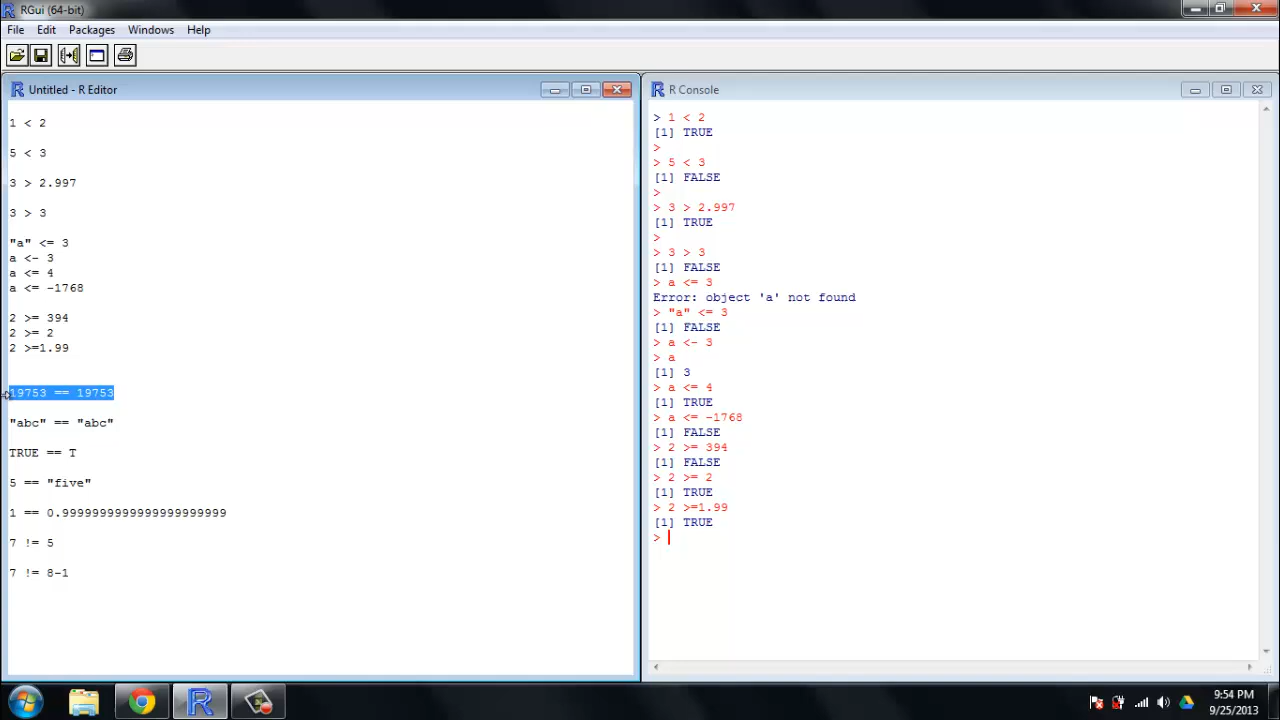 RGui (64-bit)
File Edit Packages Windows Help
Untitled - R Editor
1 < 2
5 < 3
3 > 2.997
3 > 3
"a" <= 3
a <- 3
a <= 4
a <= -1768
2 >= 394
2 >= 2
2 >=1.99
19753 == 19753
"abc" == "abc"
TRUE == T
5 == "five"
1 == 0.9999999999999999999999
7 != 5
7 != 8-1
R Console
> 1 < 2
[1] TRUE
>
> 5 < 3
[1] FALSE
>
> 3 > 2.997
[1] TRUE
>
> 3 > 3
[1] FALSE
> a <= 3
Error: object 'a' not found
> "a" <= 3
[1] FALSE
> a <- 3
> a
[1] 3
> a <= 4
[1] TRUE
> a <= -1768
[1] FALSE
> 2 >= 394
[1] FALSE
> 2 >= 2
[1] TRUE
> 2 >=1.99
[1] TRUE
>
9:54 PM
9/25/2013